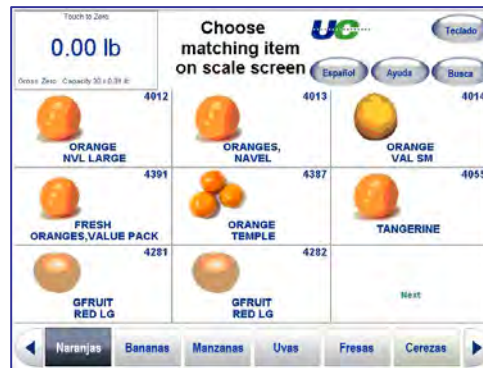 Touch to Zero
0.00 lb
Gross Zero Capacity 30 x 0.01 lb
Choose
matching item
on scale screen
UC
Teclado
Español
Ayuda
Busca
4012
ORANGE
NVL LARGE
4013
ORANGES,
NAVEL
4014
ORANGE
VAL SM
4391
FRESH
ORANGES,VALUE PACK
4387
ORANGE
TEMPLE
4055
TANGERINE
4281
GFRUIT
RED LG
4282
GFRUIT
RED LG
Next
Naranjas
Bananas
Manzanas
Uvas
Fresas
Cerezas